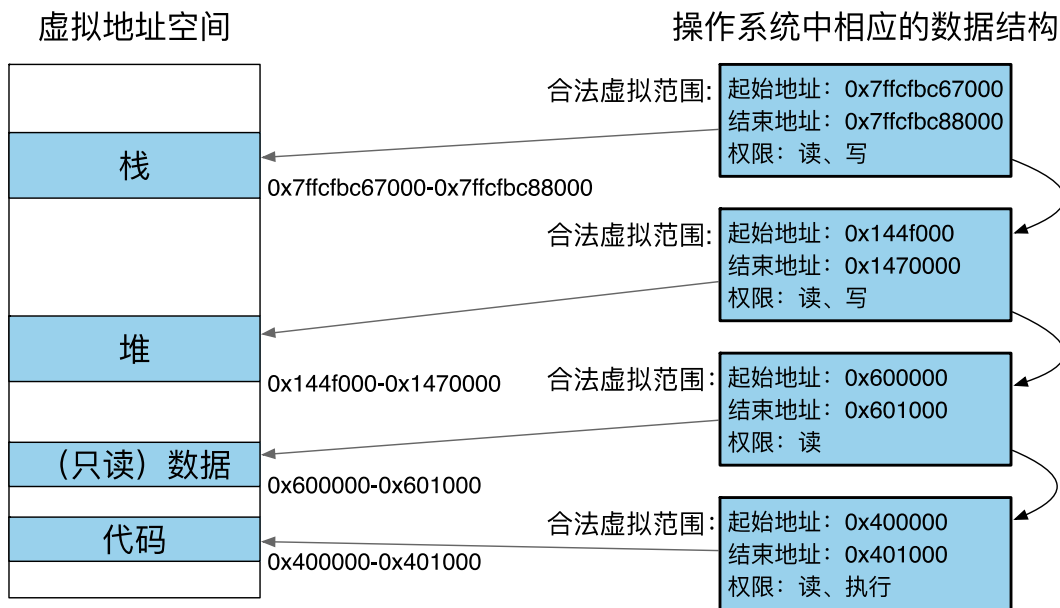 虚拟地址空间
操作系统中相应的数据结构
合法虚拟范围:
起始地址：0x7ffcfbc67000
结束地址：0x7ffcfbc88000
权限：读、写
栈
0x7ffcfbc67000-0x7ffcfbc88000
合法虚拟范围:
起始地址：0x144f000
结束地址：0x1470000
权限：读、写
堆
0x144f000-0x1470000
合法虚拟范围:
起始地址：0x600000
结束地址：0x601000
权限：读
（只读）数据
0x600000-0x601000
合法虚拟范围:
起始地址：0x400000
结束地址：0x401000
权限：读、执行
代码
0x400000-0x401000